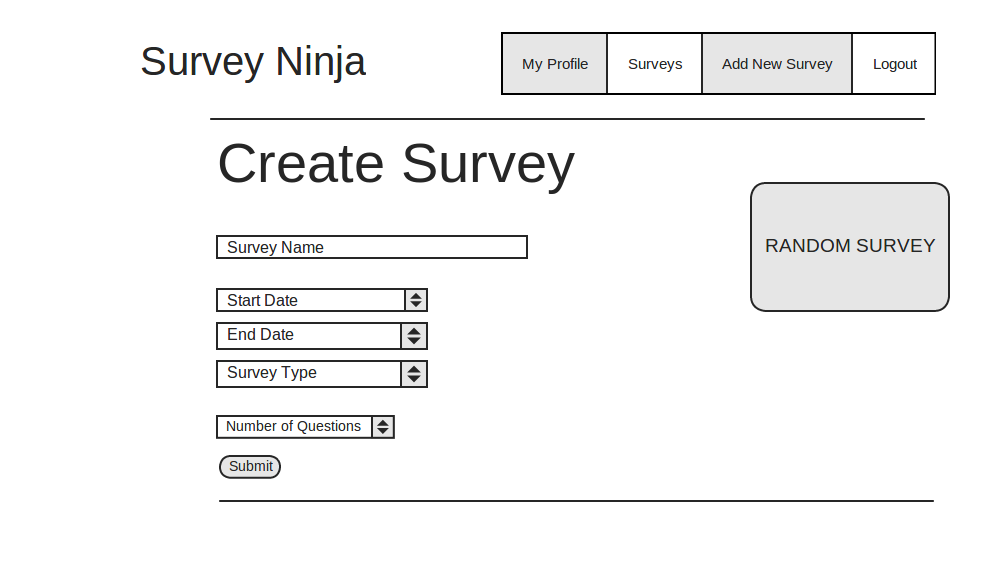 Survey Ninja
My Profile
Surveys
Add New Survey
Logout
Create Survey
RANDOM SURVEY
Survey Name
Start Date
End Date
Survey Type
Number of Questions
Submit